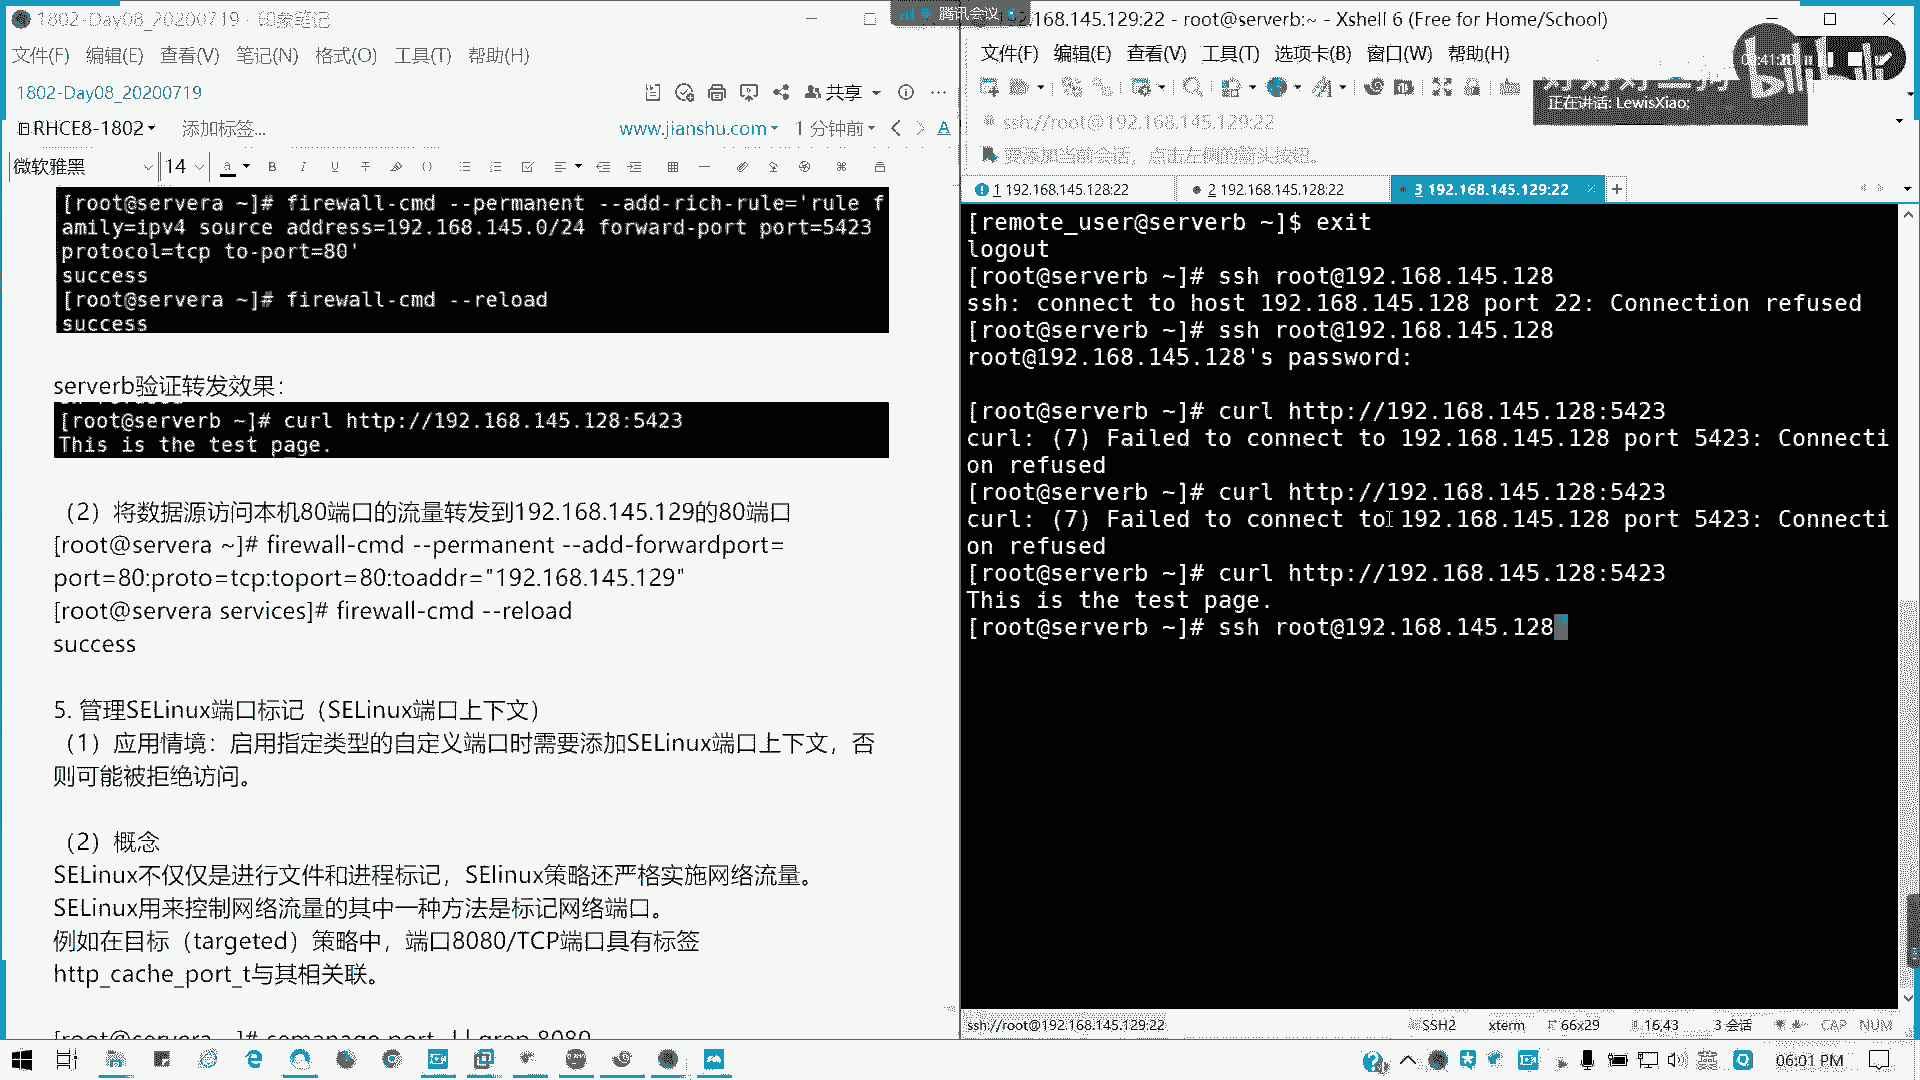 1802-Day08_20200719 - 印象笔记
文件(F) 编辑(E) 查看(V) 笔记(N) 格式(O) 工具(T) 帮助(H)
1802-Day08_20200719
共享
RHCE8-1802 添加标签...
www.jianshu.com 1 分钟前
微软雅黑 14
[root@servera ~]# firewall-cmd --permanent --add-rich-rule='rule f
amily=ipv4 source address=192.168.145.0/24 forward-port port=5423
protocol=tcp to-port=80'
success
[root@servera ~]# firewall-cmd --reload
success
serverb验证转发效果：
[root@serverb ~]# curl http://192.168.145.128:5423
This is the test page.
（2）将数据源访问本机80端口的流量转发到192.168.145.129的80端口
[root@servera ~]# firewall-cmd --permanent --add-forwardport=
port=80:proto=tcp:toport=80:toaddr="192.168.145.129"
[root@servera services]# firewall-cmd --reload
success
5. 管理SELinux端口标记（SELinux端口上下文）
（1）应用情境：启用指定类型的自定义端口时需要添加SELinux端口上下文，否
则可能被拒绝访问。
（2）概念
SELinux不仅仅是进行文件和进程标记，SElinux策略还严格实施网络流量。
SELinux用来控制网络流量的其中一种方法是标记网络端口。
例如在目标（targeted）策略中，端口8080/TCP端口具有标签
http_cache_port_t与其相关联。
[root@servera ~]# semanage port -l | grep 8080
腾讯会议
192.168.145.129:22 - root@serverb:~ - Xshell 6 (Free for Home/School)
文件(F) 编辑(E) 查看(V) 工具(T) 选项卡(B) 窗口(W) 帮助(H)
正在讲话: LewisXiao;
ssh://root@192.168.145.129:22
要添加当前会话，点击左侧的箭头按钮。
1 192.168.145.128:22 2 192.168.145.128:22 3 192.168.145.129:22
[remote_user@serverb ~]$ exit
logout
[root@serverb ~]# ssh root@192.168.145.128
ssh: connect to host 192.168.145.128 port 22: Connection refused
[root@serverb ~]# ssh root@192.168.145.128
root@192.168.145.128's password:
[root@serverb ~]# curl http://192.168.145.128:5423
curl: (7) Failed to connect to 192.168.145.128 port 5423: Connecti
on refused
[root@serverb ~]# curl http://192.168.145.128:5423
curl: (7) Failed to connect to 192.168.145.128 port 5423: Connecti
on refused
[root@serverb ~]# curl http://192.168.145.128:5423
This is the test page.
[root@serverb ~]# ssh root@192.168.145.128
ssh://root@192.168.145.129:22 SSH2 xterm 66x29 16,43 3 会话 CAP NUM
英 06:01 PM